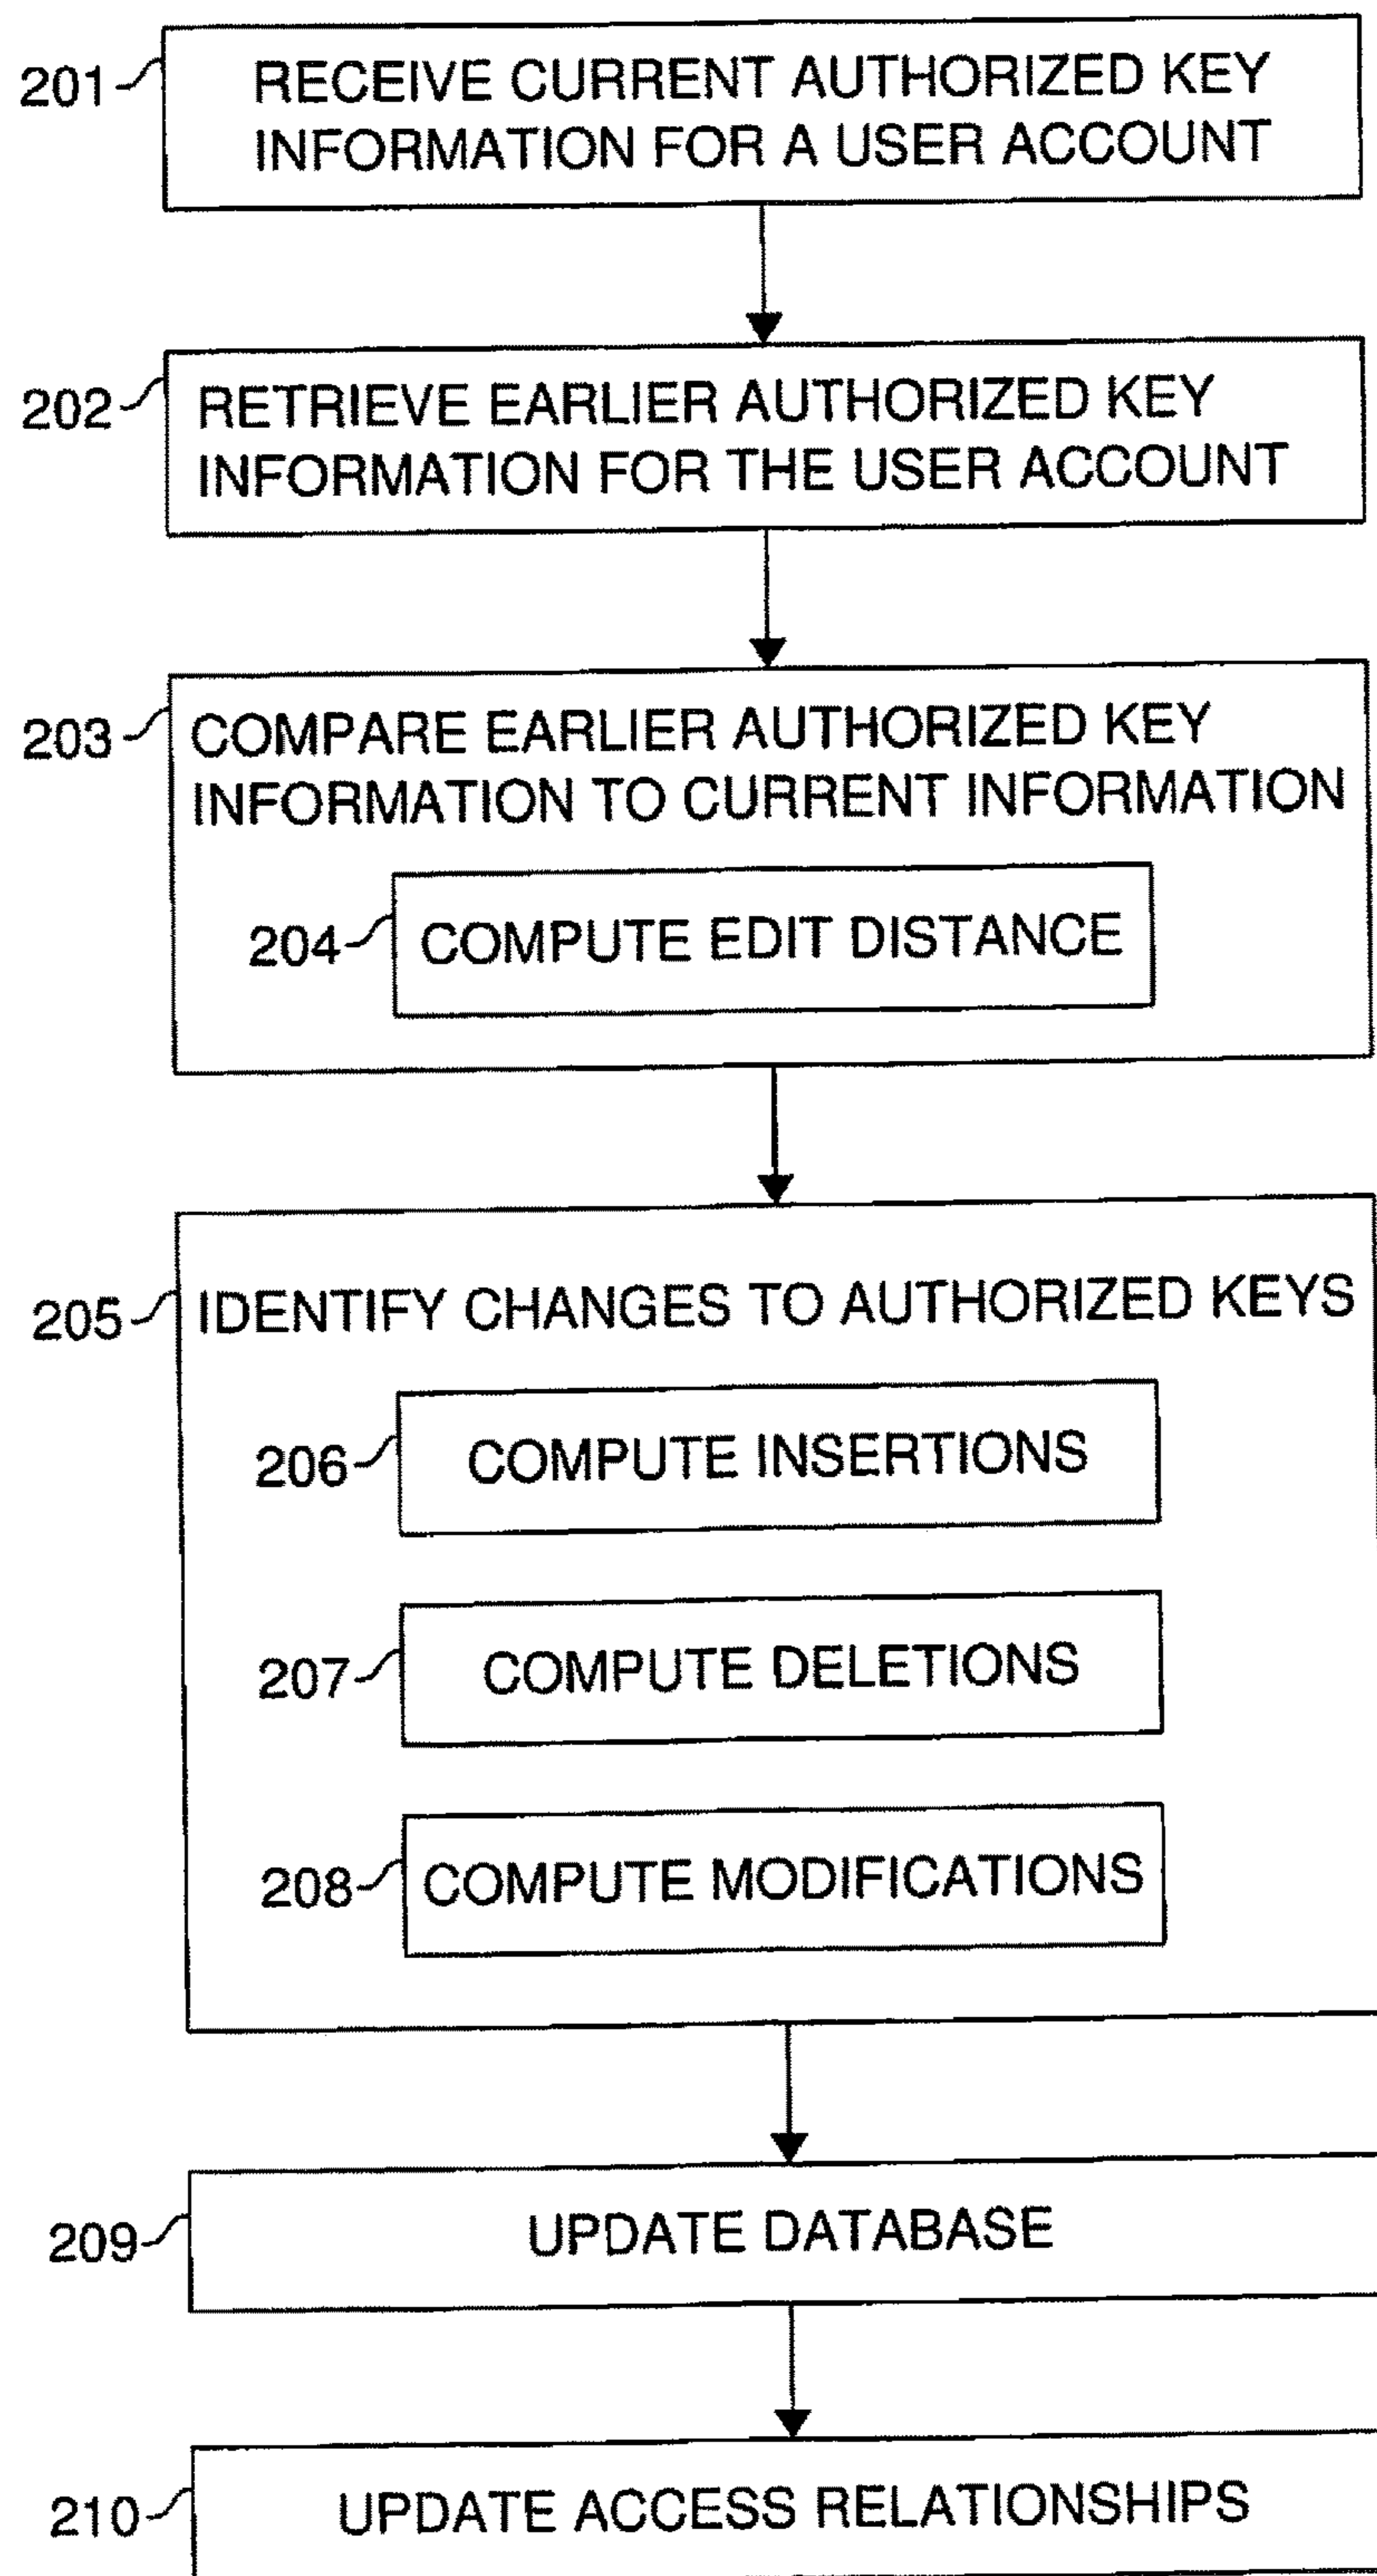 201 RECEIVE CURRENT AUTHORIZED KEY
INFORMATION FOR A USER ACCOUNT
202 RETRIEVE EARLIER AUTHORIZED KEY
INFORMATION FOR THE USER ACCOUNT
203 COMPARE EARLIER AUTHORIZED KEY
INFORMATION TO CURRENT INFORMATION
204 COMPUTE EDIT DISTANCE
205 IDENTIFY CHANGES TO AUTHORIZED KEYS
206 COMPUTE INSERTIONS
207 COMPUTE DELETIONS
208 COMPUTE MODIFICATIONS
209 UPDATE DATABASE
210 UPDATE ACCESS RELATIONSHIPS